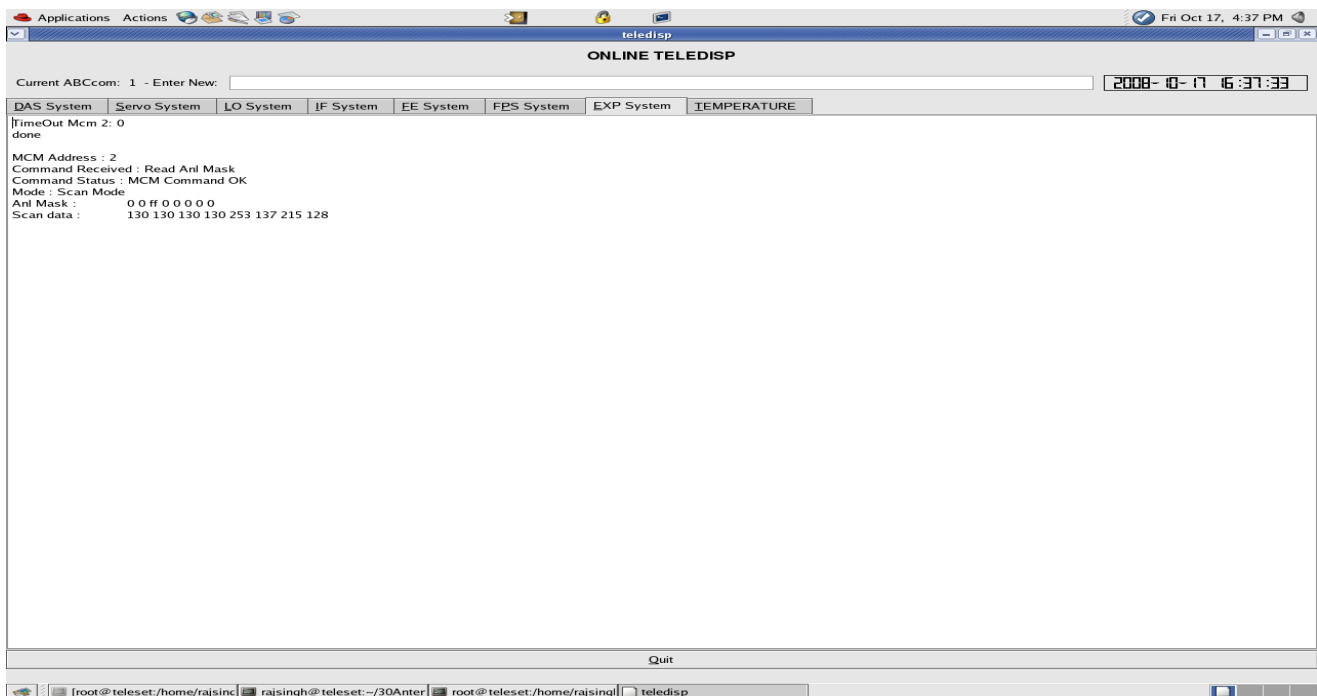 Applications Actions
Fri Oct 17, 4:37 PM
teledisp
ONLINE TELEDISP
Current ABCcom: 1 - Enter New:
2008-10-17 16:37:33
DAS System Servo System LO System IF System EE System FPS System EXP System TEMPERATURE
TimeOut Mcm 2: 0
done
MCM Address : 2
Command Received : Read Anl Mask
Command Status : MCM Command OK
Mode : Scan Mode
Anl Mask : 0 0 ff 0 0 0 0 0
Scan data : 130 130 130 130 253 137 215 128
Quit
[root@teleset:/home/rajsinc rajsingh@teleset:~/30Anter root@teleset:/home/rajsingl teledisp